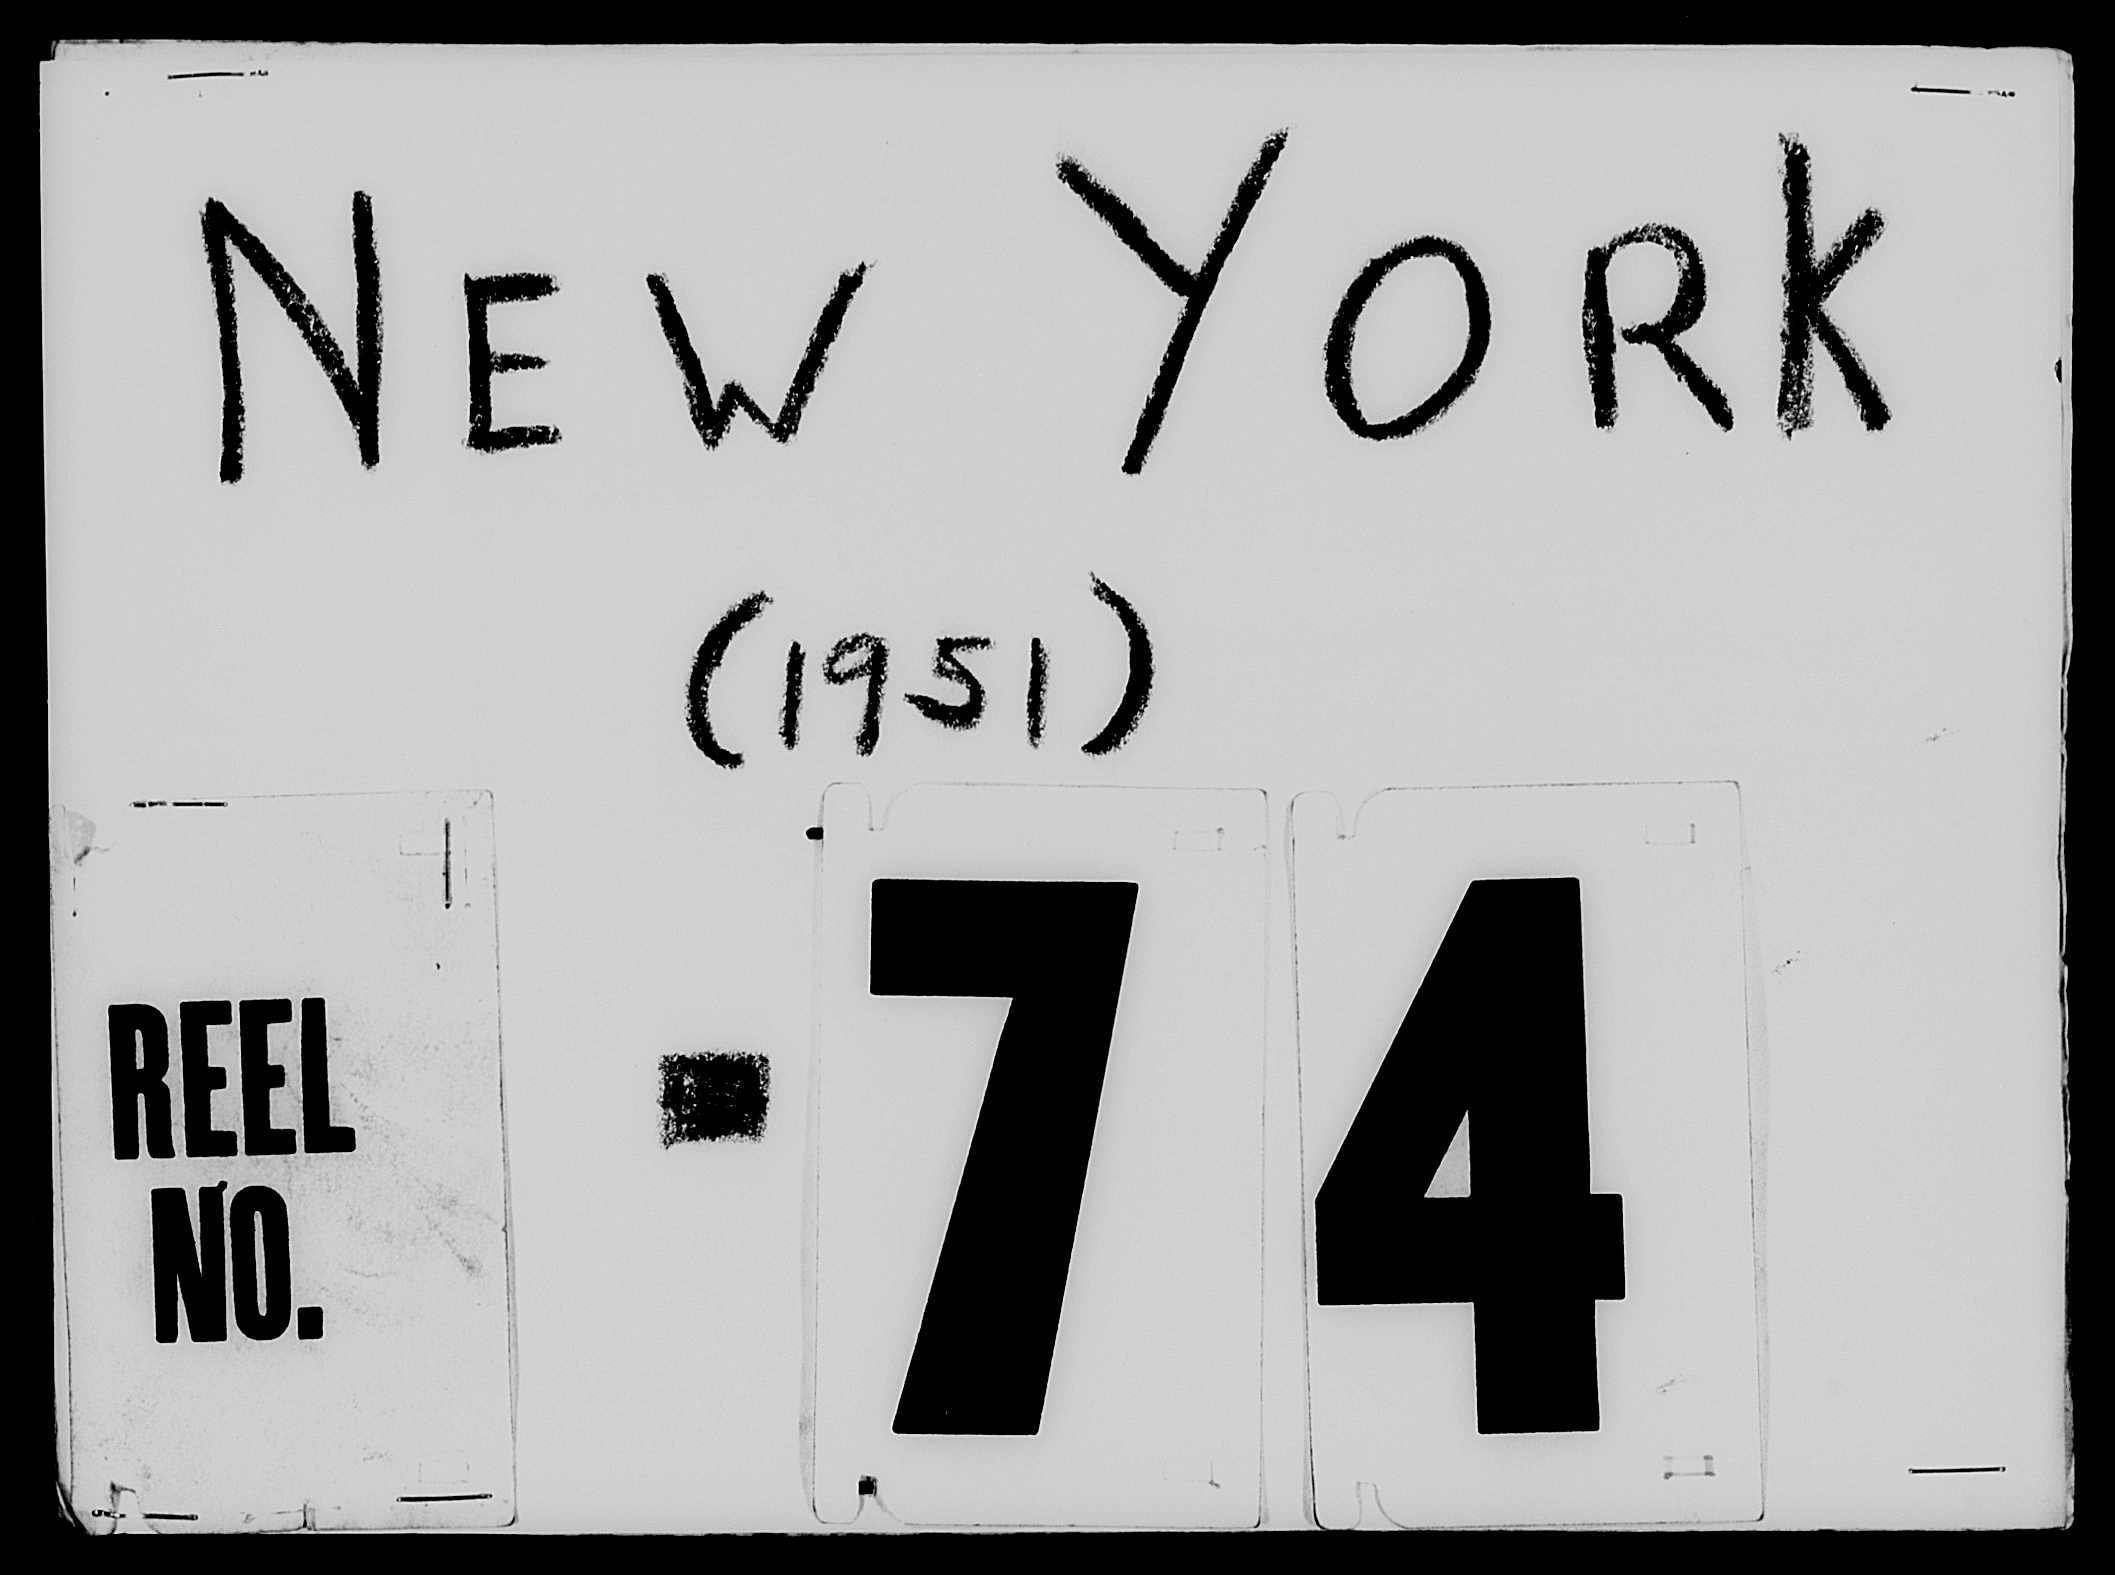 NEW YORK
(1951)
REEL
NO.
- 74